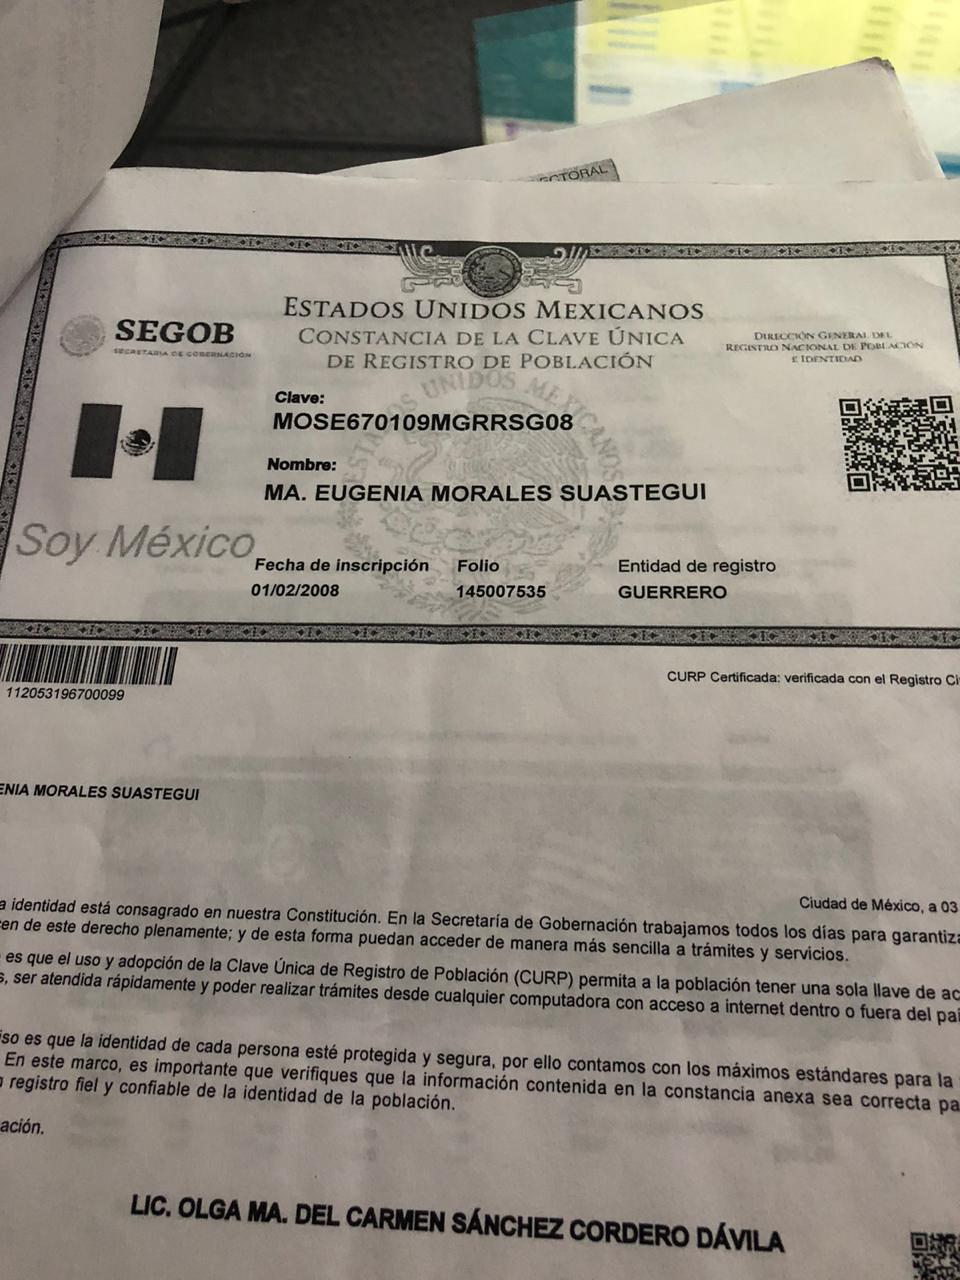 CTORAL
ESTADOS UNIDOS MEXICANOS
CONSTANCIA DE LA CLAVE ÚNICA
DE REGISTRO DE POBLACIÓN
SEGOB
SECRETARÍA DE GOBERNACIÓN
DIRECCIÓN GENERAL DEL
REGISTRO NACIONAL DE POBLACIÓN
E IDENTIDAD
ESTADOS UNIDOS MEXICANOS
Clave:
MOSE670109MGRRSG08
Nombre:
MA. EUGENIA MORALES SUASTEGUI
Soy México
Fecha de inscripción Folio Entidad de registro
01/02/2008 145007535 GUERRERO
112053196700099
CURP Certificada: verificada con el Registro Ci
ENIA MORALES SUASTEGUI
Ciudad de México, a 03
a identidad está consagrado en nuestra Constitución. En la Secretaría de Gobernación trabajamos todos los días para garantiza
cen de este derecho plenamente; y de esta forma puedan acceder de manera más sencilla a trámites y servicios.
es que el uso y adopción de la Clave Única de Registro de Población (CURP) permita a la población tener una sola llave de ac
s, ser atendida rápidamente y poder realizar trámites desde cualquier computadora con acceso a internet dentro o fuera del paí
iso es que la identidad de cada persona esté protegida y segura, por ello contamos con los máximos estándares para la
En este marco, es importante que verifiques que la información contenida en la constancia anexa sea correcta pa
registro fiel y confiable de la identidad de la población.
ación.
LIC. OLGA MA. DEL CARMEN SÁNCHEZ CORDERO DÁVILA